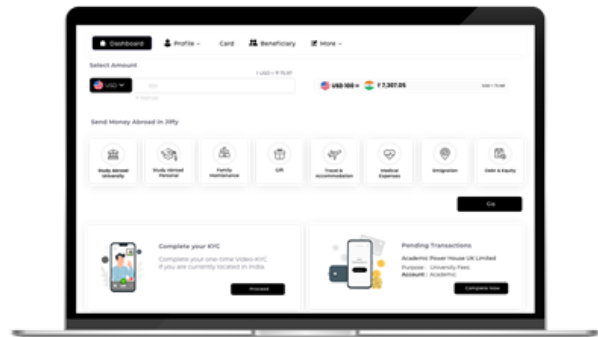 Dashboard Profile Card Beneficiary More
Select Amount
USD
100
USD 100 = ₹ 7,397.05
Send Money Abroad in Jiffy
Study Abroad University
Study Abroad Personal
Family Maintenance
Gift
Travel & Accommodation
Medical Expenses
Emigration
Debt & Equity
Go
Complete your KYC
Complete your one-time Video-KYC
if you are currently located in India.
Proceed
Pending Transactions
Academic Power House UK Limited
Purpose : University Fees
Account : Academic
Complete Now